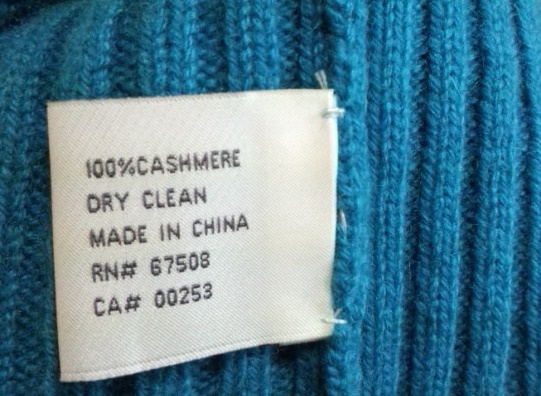 100%CASHMERE
DRY CLEAN
MADE IN CHINA
RN# 67508
CA# 00253